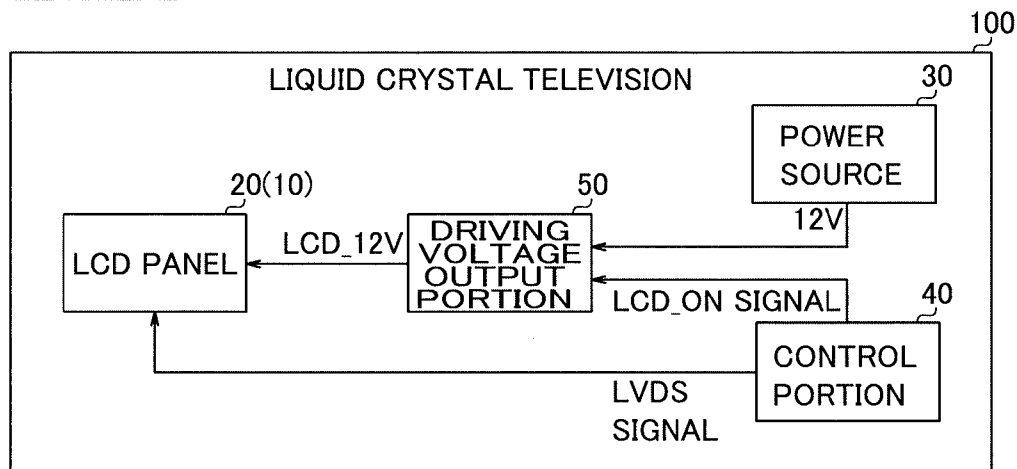 100
LIQUID CRYSTAL TELEVISION
30
POWER
SOURCE
12V
20(10)
LCD PANEL
LCD_12V
50
DRIVING
VOLTAGE
OUTPUT
PORTION
LCD_ON SIGNAL
40
CONTROL
PORTION
LVDS
SIGNAL